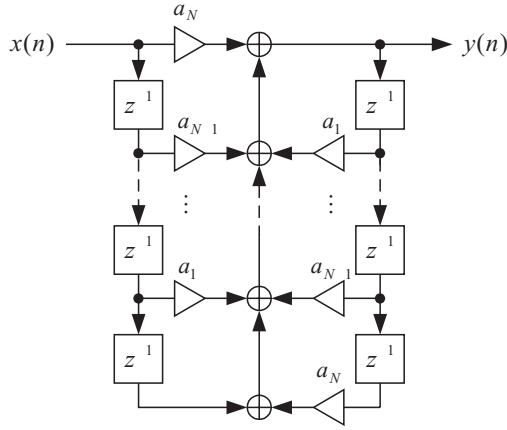 a_N
x(n) y(n)
z 1 z 1
a_N 1 a_1
⋮ ⋮
z 1 z 1
a_1 a_N 1
z 1 z 1
a_N